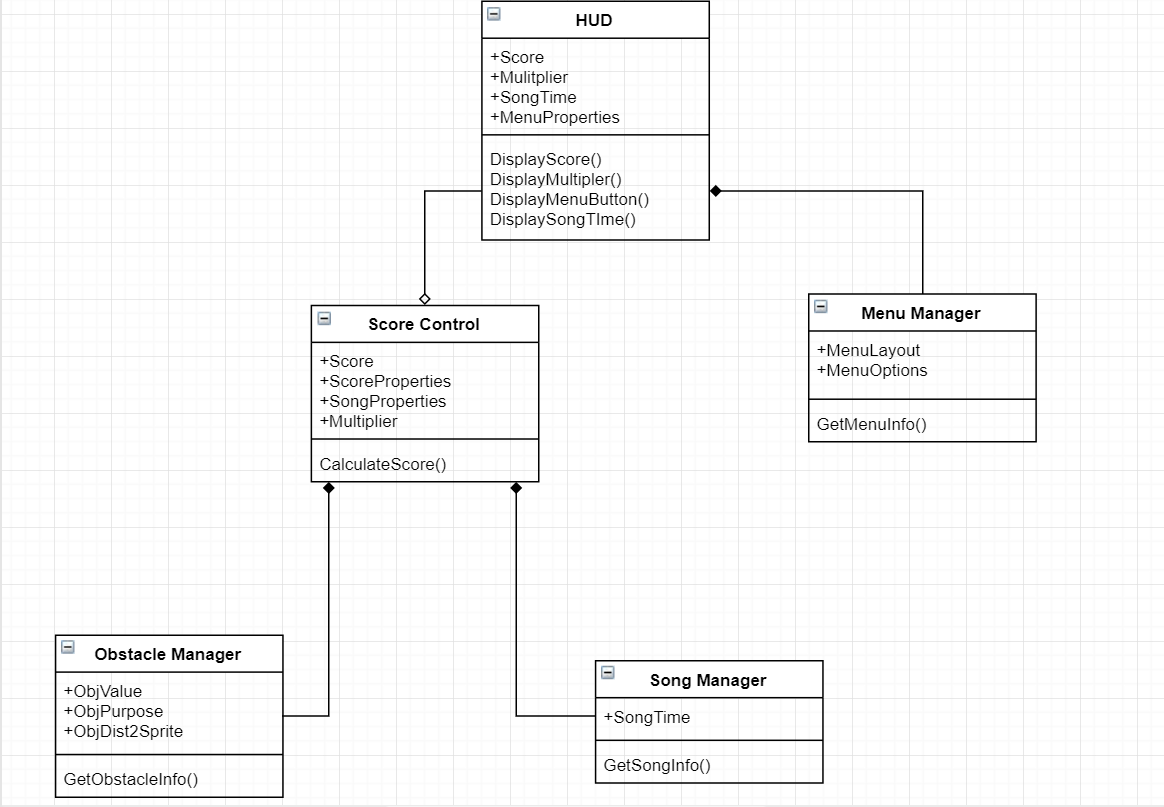 HUD
+Score
+Mulitplier
+SongTime
+MenuProperties
DisplayScore()
DisplayMultipler()
DisplayMenuButton()
DisplaySongTIme()
Score Control
+Score
+ScoreProperties
+SongProperties
+Multiplier
CalculateScore()
Menu Manager
+MenuLayout
+MenuOptions
GetMenuInfo()
Obstacle Manager
+ObjValue
+ObjPurpose
+ObjDist2Sprite
GetObstacleInfo()
Song Manager
+SongTime
GetSongInfo()